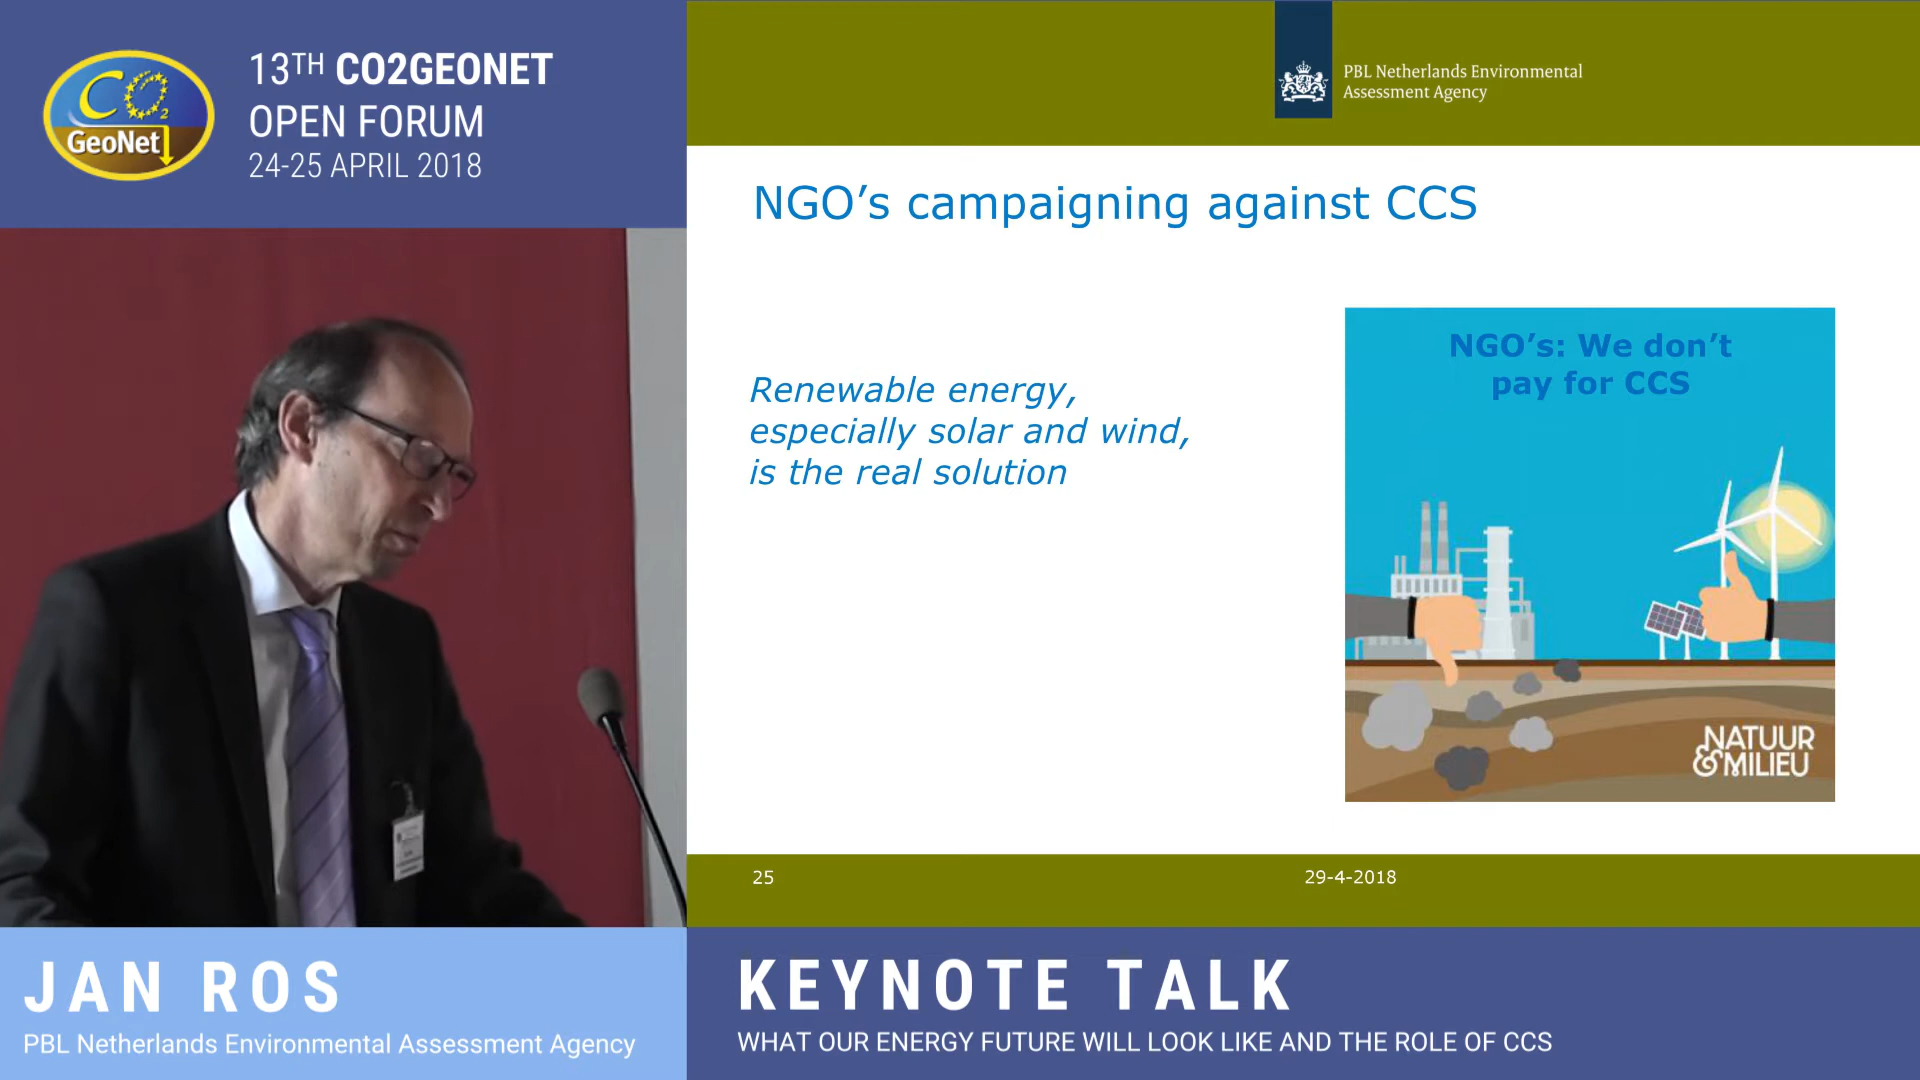 CO2
GeoNet
13TH CO2GEONET
OPEN FORUM
24-25 APRIL 2018
PBL Netherlands Environmental
Assessment Agency
NGO’s campaigning against CCS
Renewable energy,
especially solar and wind,
is the real solution
NGO’s: We don’t
pay for CCS
NATUUR
&MILIEU
25
29-4-2018
JAN ROS
PBL Netherlands Environmental Assessment Agency
KEYNOTE TALK
WHAT OUR ENERGY FUTURE WILL LOOK LIKE AND THE ROLE OF CCS